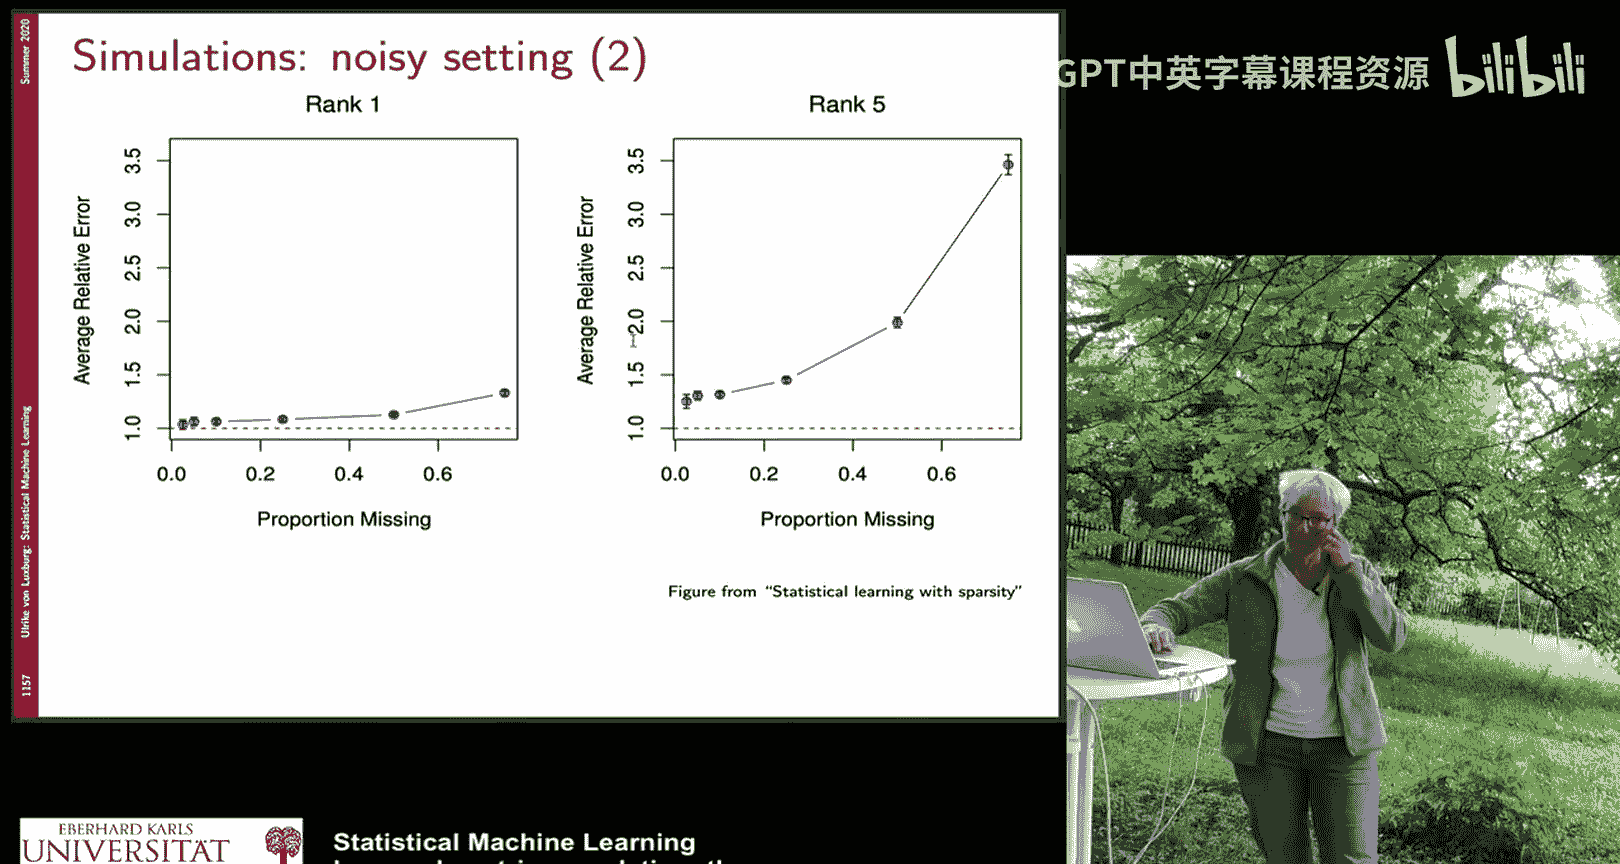 Simulations: noisy setting (2)
Rank 1
Rank 5
Average Relative Error
3.5
3.0
2.5
2.0
1.5
1.0
0.0 0.2 0.4 0.6
Proportion Missing
Average Relative Error
3.5
3.0
2.5
2.0
1.5
1.0
0.0 0.2 0.4 0.6
Proportion Missing
Figure from “Statistical learning with sparsity”
Summer 2020
Ulrike von Luxburg: Statistical Machine Learning
1157
GPT中英字幕课程资源
bilibili
EBERHARD KARLS
UNIVERSITÄT
Statistical Machine Learning